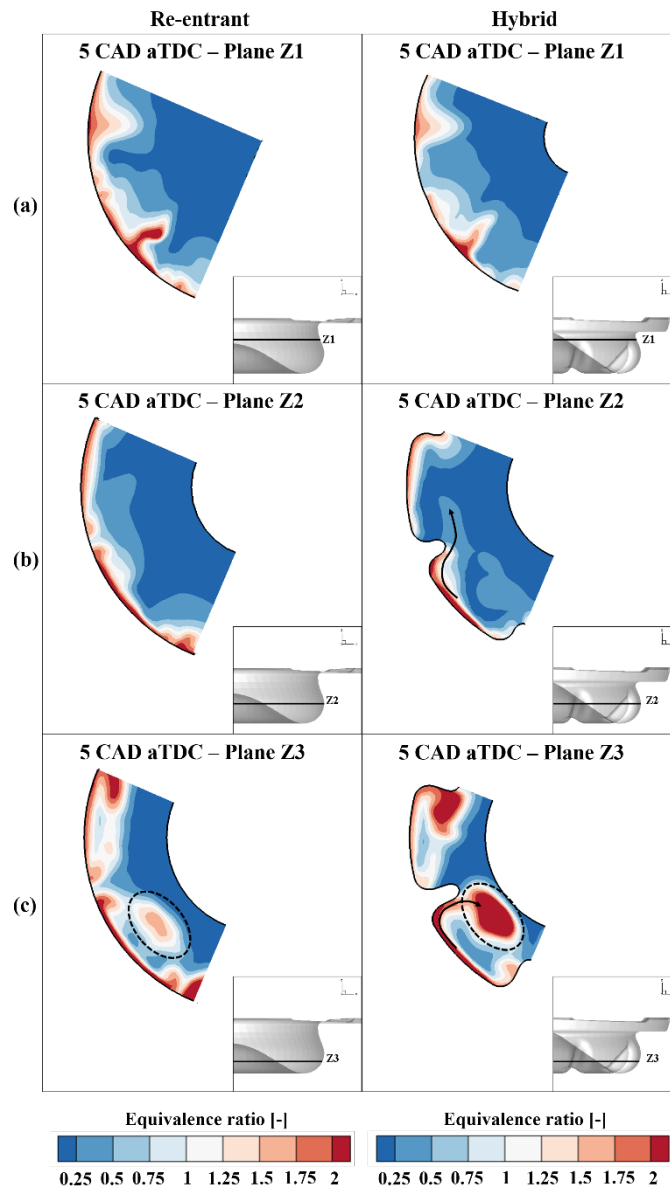 Re-entrant Hybrid
5 CAD aTDC – Plane Z1 5 CAD aTDC – Plane Z1
(a)
Z1 Z1
5 CAD aTDC – Plane Z2 5 CAD aTDC – Plane Z2
(b)
Z2 Z2
5 CAD aTDC – Plane Z3 5 CAD aTDC – Plane Z3
(c)
Z3 Z3
Equivalence ratio [-] Equivalence ratio [-]
0.25 0.5 0.75 1 1.25 1.5 1.75 2 0.25 0.5 0.75 1 1.25 1.5 1.75 2